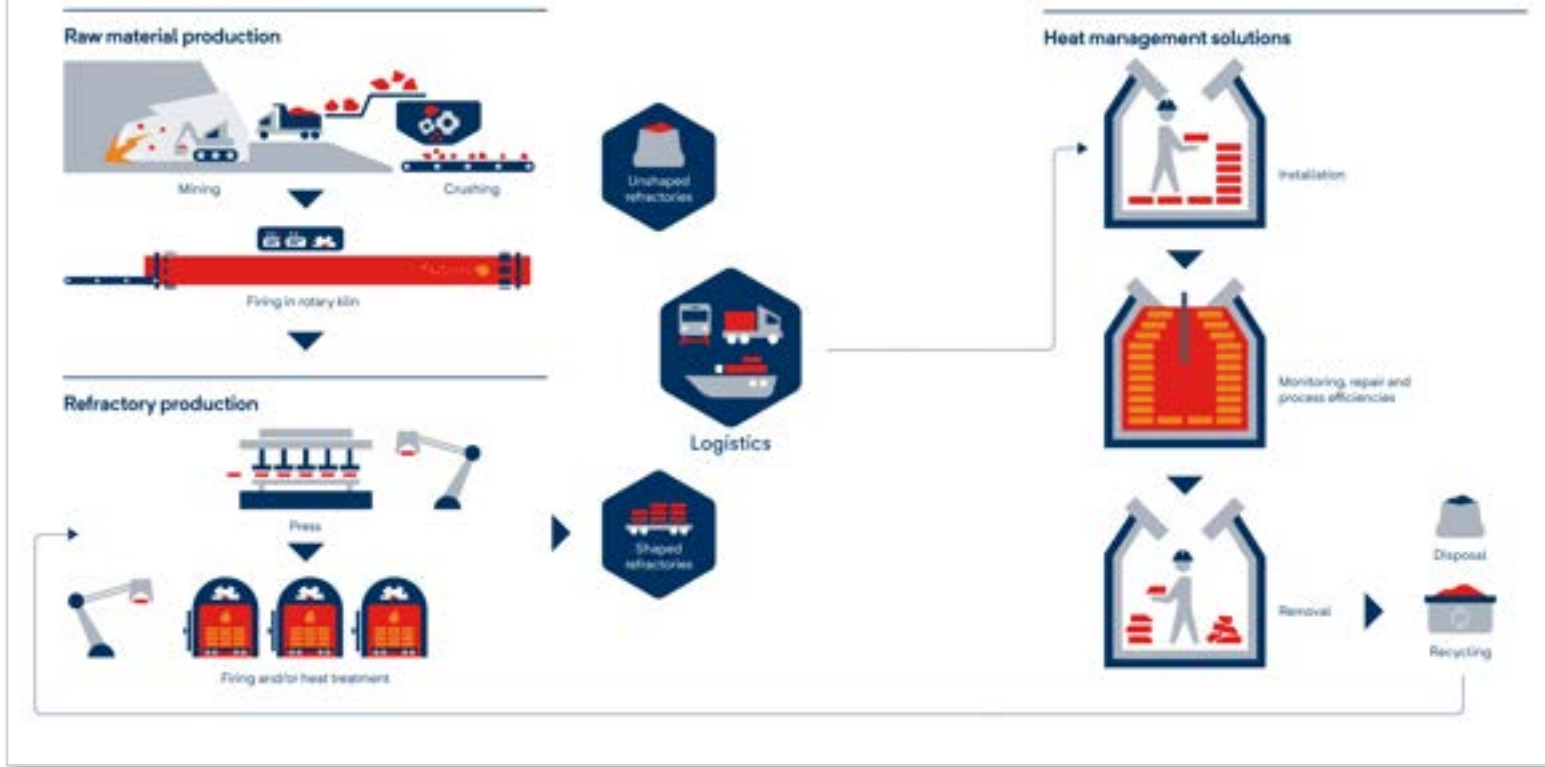 Raw material production
Mining
Crushing
Firing in rotary kiln
Refractory production
Press
Firing and/or heat treatment
Unshaped
refractories
Logistics
Shaped
refractories
Heat management solutions
Installation
Monitoring, repair and
process efficiencies
Removal
Disposal
Recycling